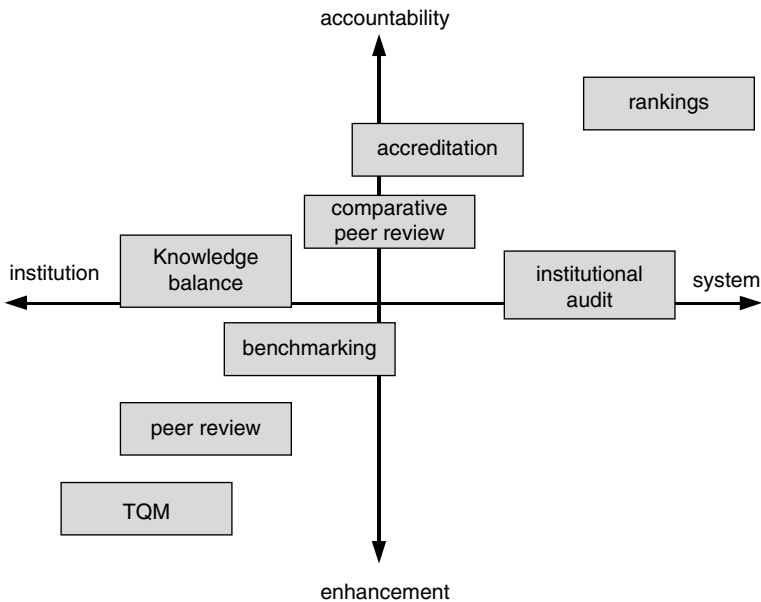 accountability
rankings
accreditation
comparative
peer review
Knowledge
balance
institution
institutional
audit
system
benchmarking
peer review
TQM
enhancement